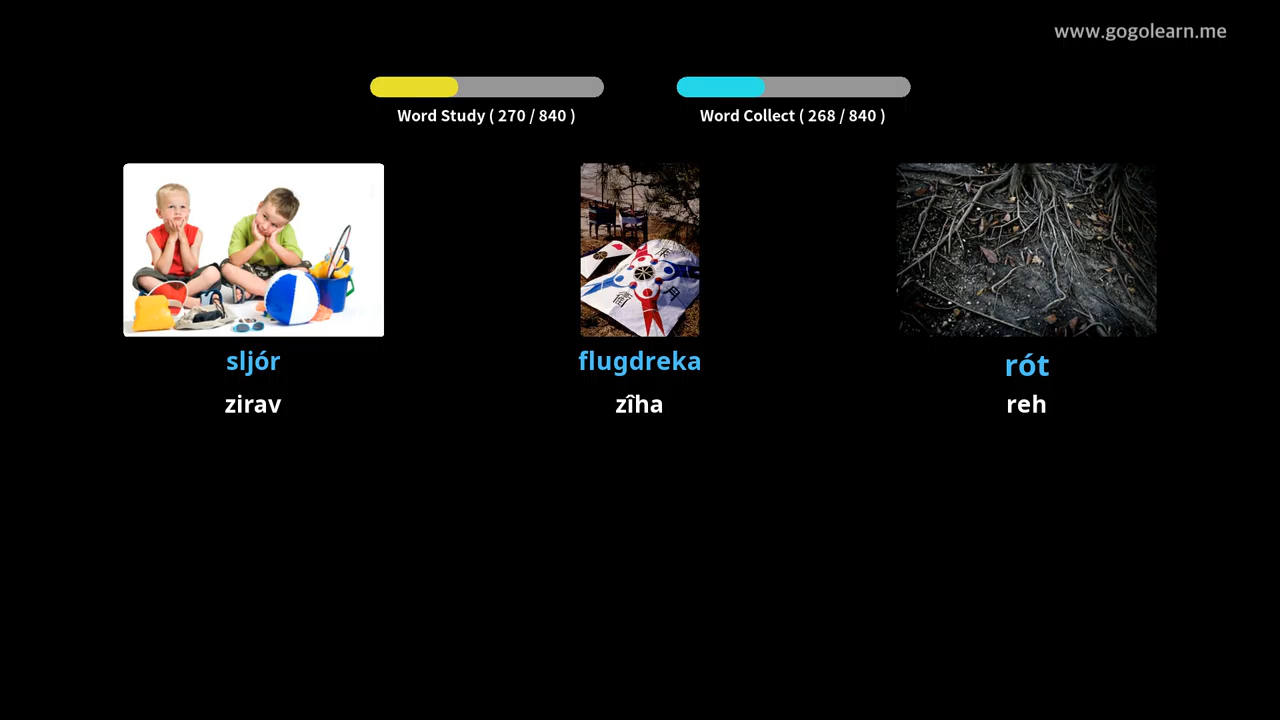 www.gogolearn.me
Word Study ( 270 / 840 )
Word Collect ( 268 / 840 )
sljór
flugdreka
rót
zirav
zîha
reh